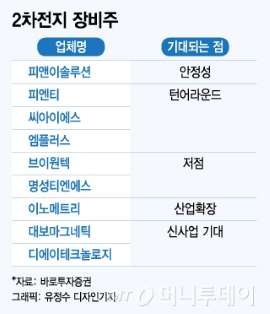 2차전지 장비주
업체명 기대되는 점
피앤이솔루션 안정성
피엔티 턴어라운드
씨아이에스
엠플러스
브이원텍 저점
명성티엔에스
이노메트리 산업확장
대보마그네틱 신사업 기대
디에이테크놀로지
*자료: 바로투자증권
그래픽: 유정수 디자인기자
머니투데이